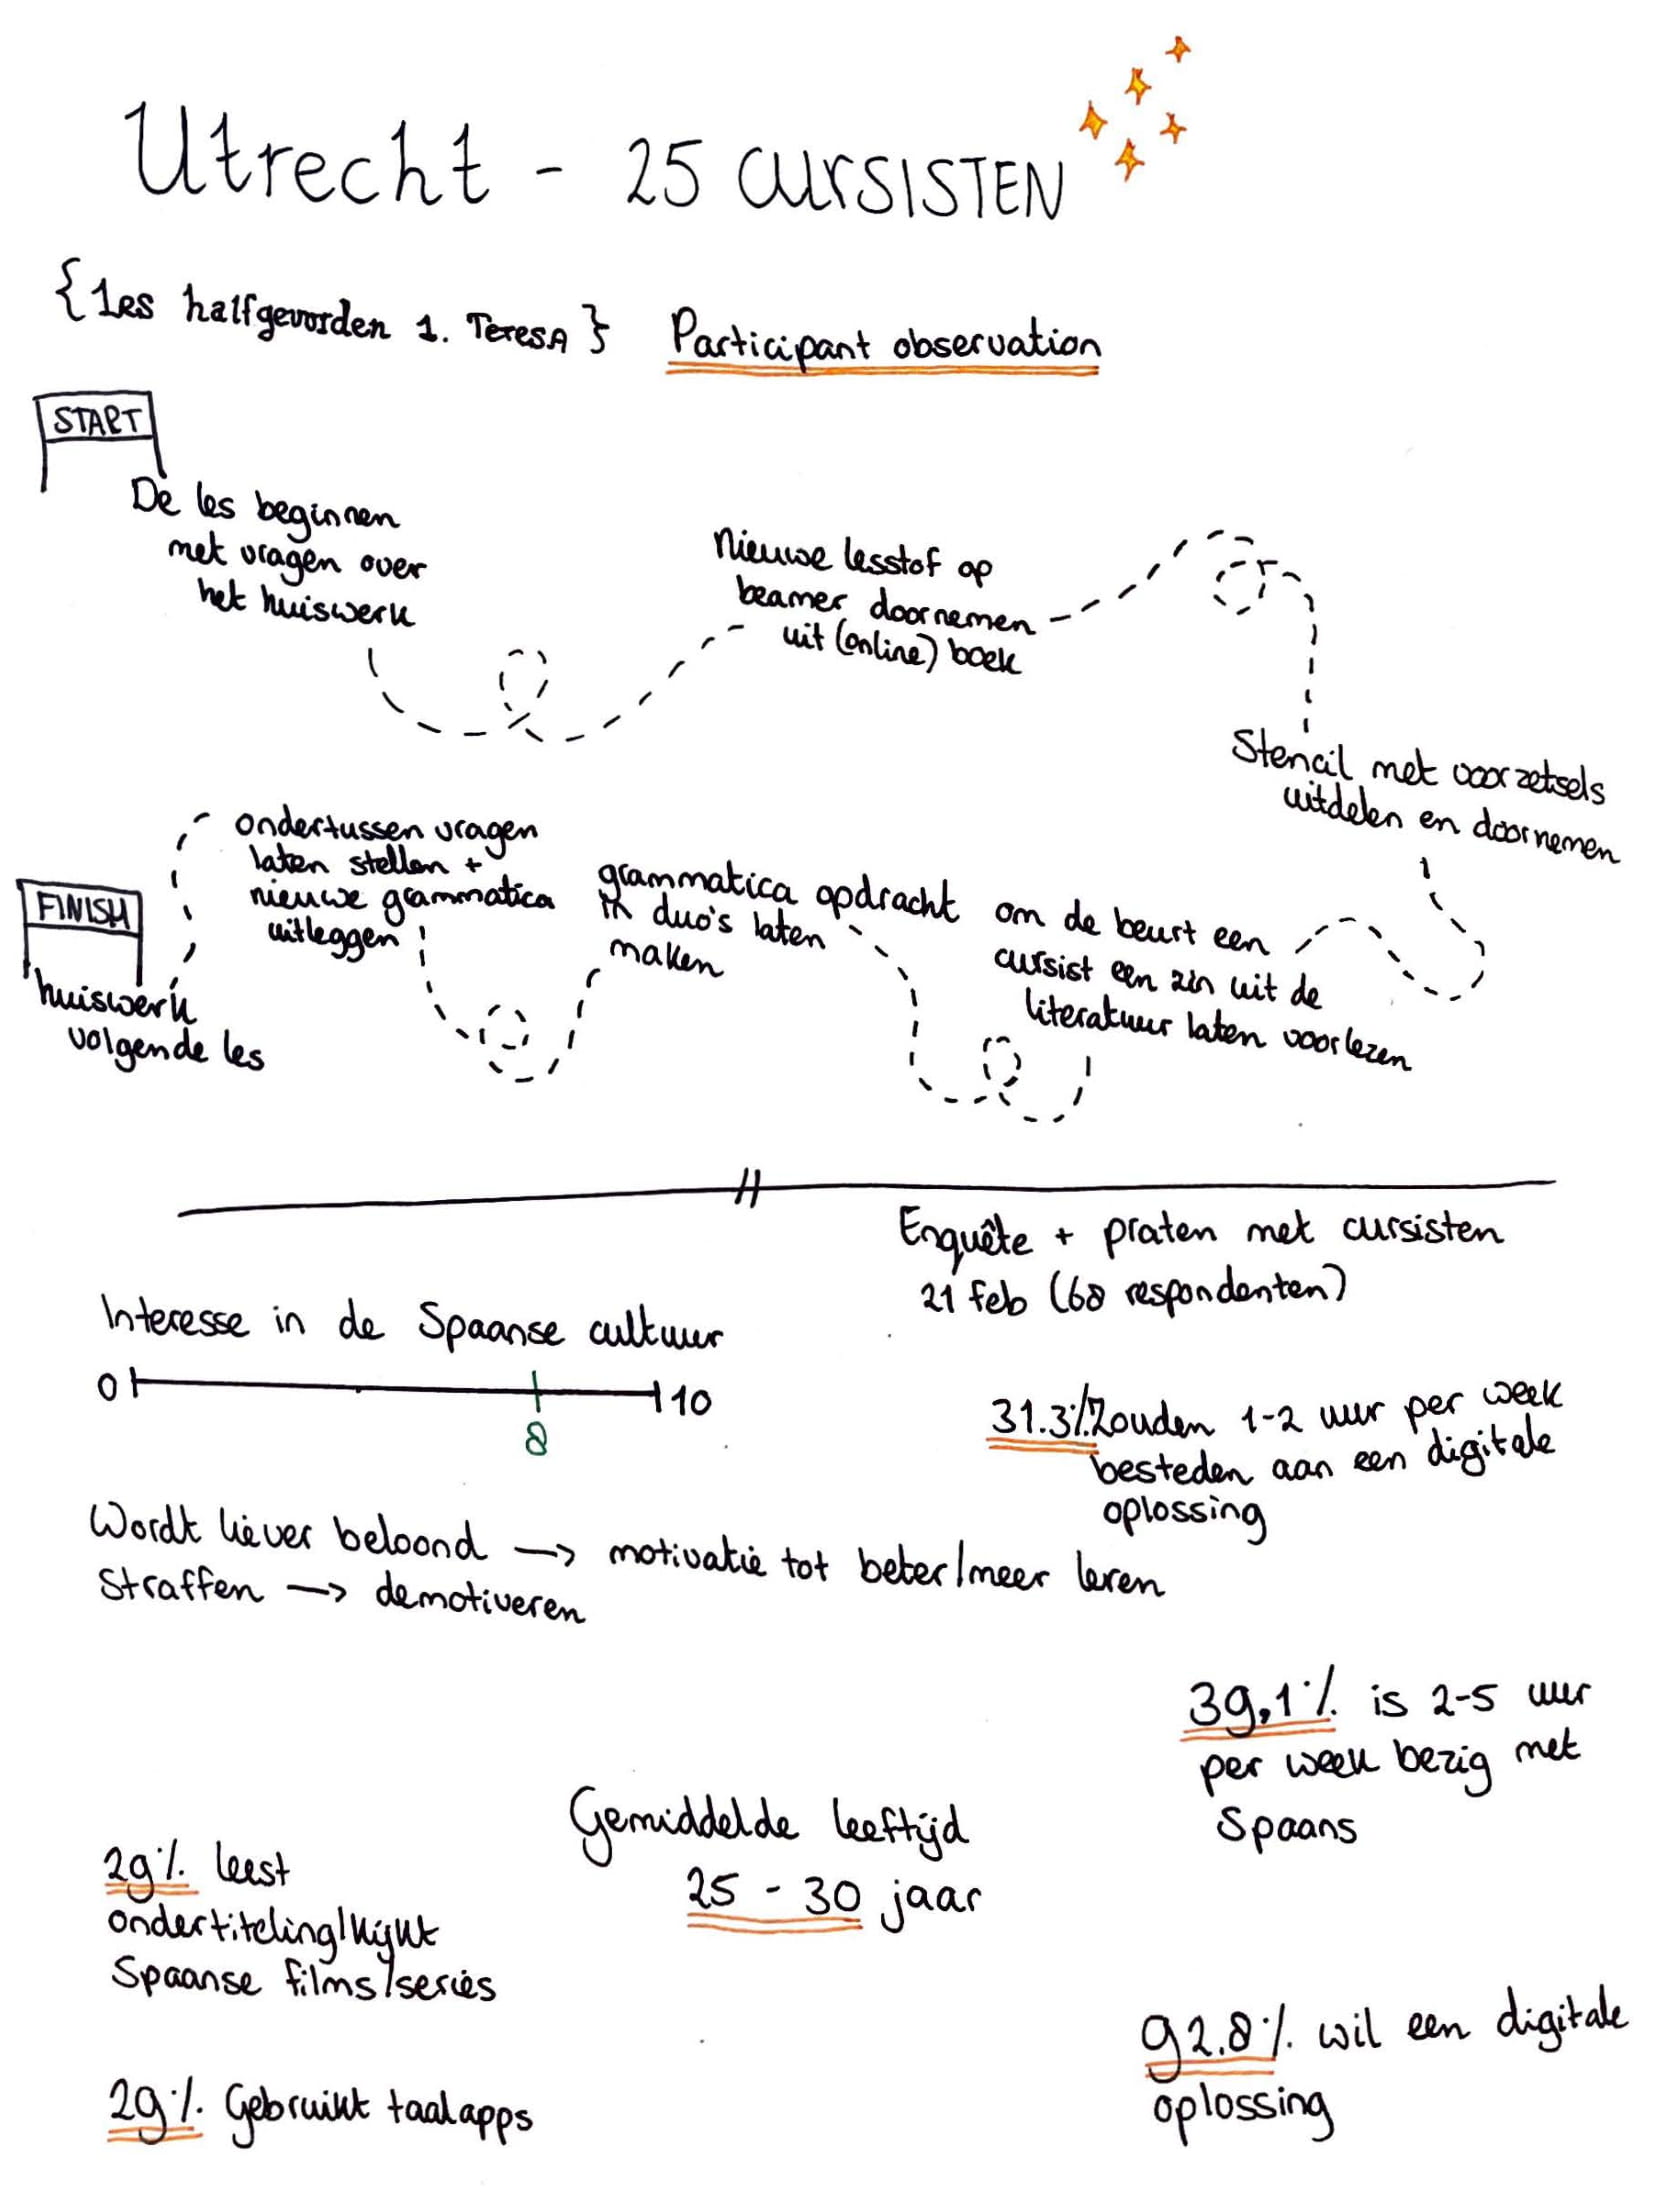 Utrecht - 25 CURSISTEN
{Les halfgevorden 1. Teresa} Participant observation
START
De les beginnen
met vragen over
het huiswerk
Nieuwe lesstof op
beamer doornemen
uit (online) boek
Stencil met voorzetsels
uitdelen en doornemen
om de beurt een
cursist een zin uit de
literatuur laten voorlezen
grammatica opdracht
in duo's laten
maken
ondertussen vragen
laten stellen +
nieuwe grammatica
uitleggen
FINISH
huiswerk
volgende les
Enquête + praten met cursisten
21 feb (68 respondenten)
Interesse in de Spaanse cultuur
0 10
8
31.3% zouden 1-2 uur per week
besteden aan een digitale
oplossing
Wordt liever beloond → motivatie tot beter/meer leren
Straffen → demotiveren
39,1% is 2-5 uur
per week bezig met
Spaans
Gemiddelde leeftijd
25 - 30 jaar
29% leest
ondertiteling/kijkt
Spaanse films/series
92.8% wil een digitale
oplossing
29% Gebruikt taalapps